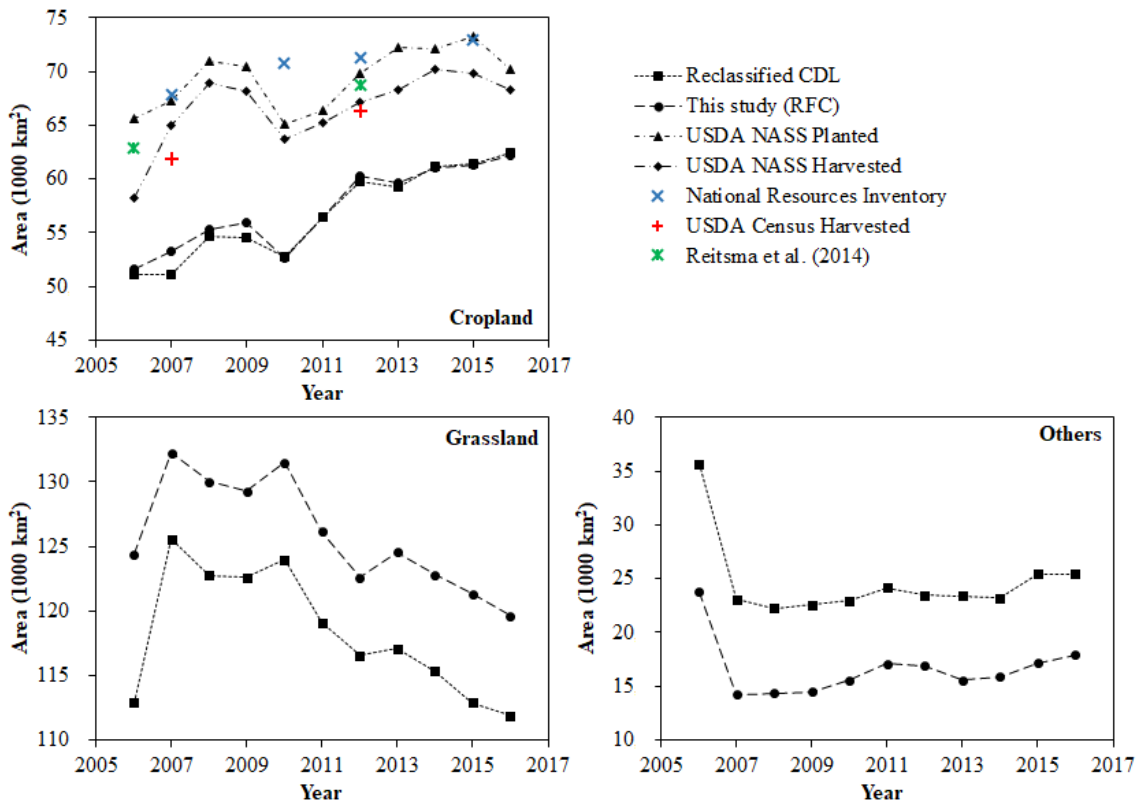 75
70
65
60
55
50
45
Area (1000 km²)
Cropland
2005 2007 2009 2011 2013 2015 2017
Year
Reclassified CDL
This study (RFC)
USDA NASS Planted
USDA NASS Harvested
National Resources Inventory
USDA Census Harvested
Reitsma et al. (2014)
135
130
125
120
115
110
Area (1000 km²)
Grassland
2005 2007 2009 2011 2013 2015 2017
Year
40
35
30
25
20
15
10
Area (1000 km²)
Others
2005 2007 2009 2011 2013 2015 2017
Year